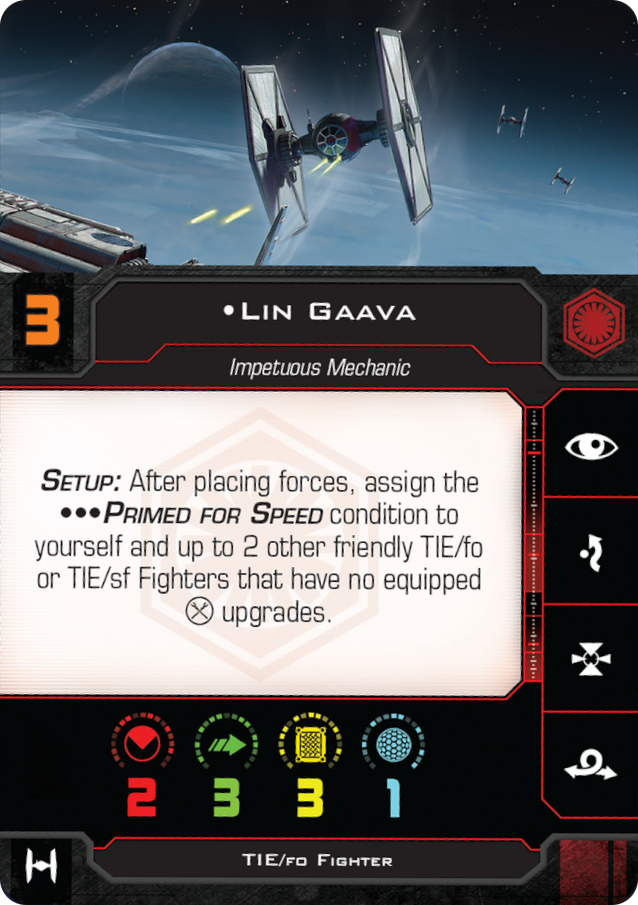 3
•Lin Gaava
Impetuous Mechanic
Setup: After placing forces, assign the
•••Primed for Speed condition to
yourself and up to 2 other friendly TIE/fo
or TIE/sf Fighters that have no equipped
upgrades.
2 3 3 1
TIE/fo Fighter